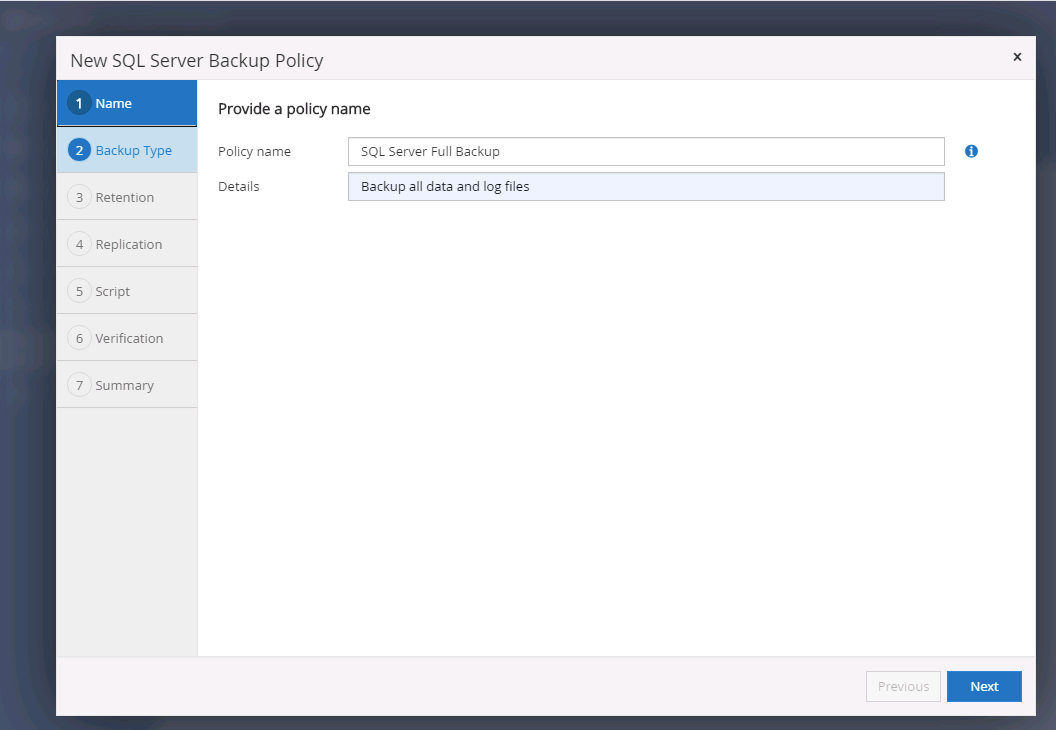 New SQL Server Backup Policy
×
1 Name
2 Backup Type
3 Retention
4 Replication
5 Script
6 Verification
7 Summary
Provide a policy name
Policy name SQL Server Full Backup i
Details Backup all data and log files
Previous Next